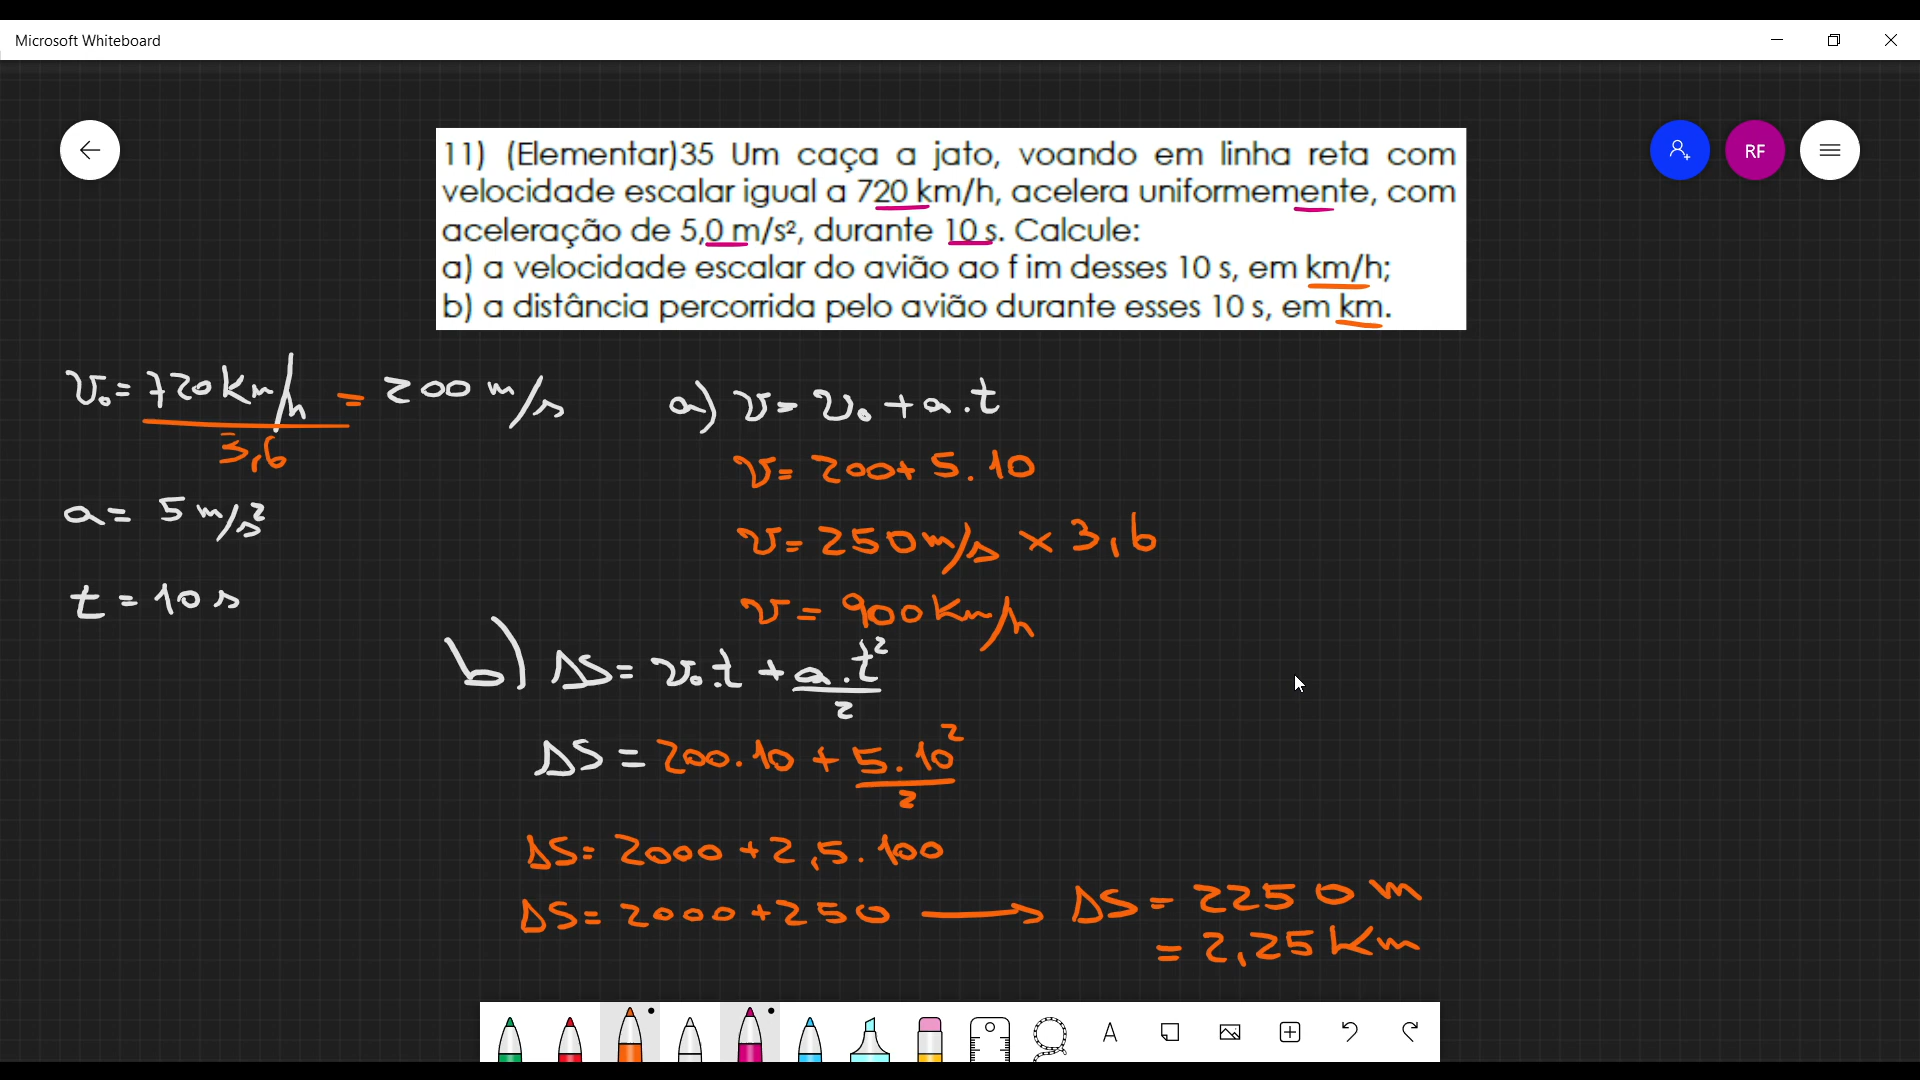 Microsoft Whiteboard
RF
11) (Elementar)35 Um caça a jato, voando em linha reta com
velocidade escalar igual a 720 km/h, acelera uniformemente, com
aceleração de 5,0 m/s², durante 10 s. Calcule:
a) a velocidade escalar do avião ao f im desses 10 s, em km/h;
b) a distância percorrida pelo avião durante esses 10 s, em km.
v₀ = 720 km/h / 3,6 = 200 m/s
a = 5 m/s²
t = 10 s
a) v = v₀ + a . t
v = 200 + 5 . 10
v = 250 m/s × 3,6
v = 900 Km/h
b) ΔS = v₀ . t + a . t² / 2
ΔS = 200 . 10 + 5 . 10² / 2
ΔS = 2000 + 2,5 . 100
ΔS = 2000 + 250 → ΔS = 2250 m
= 2,25 Km
A